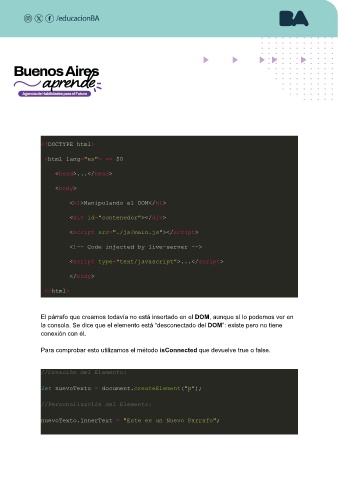 /educacionBA
BA
Buenos Aires
aprende
Agencia de Habilidades para el Futuro
<!DOCTYPE html>
<html lang="es"> == $0
<head>...</head>
<body>
<h1>Manipulando el DOM</h1>
<div id="contenedor"></div>
<script src="./js/main.js"></script>
<!-- Code injected by live-server -->
<script type="text/javascript">...</script>
</body>
</html>
El párrafo que creamos todavía no está insertado en el DOM, aunque sí lo podemos ver en
la consola. Se dice que el elemento está “desconectado del DOM”: existe pero no tiene
conexión con él.
Para comprobar esto utilizamos el método isConnected que devuelve true o false.
//Creación del Elemento:
let nuevoTexto = document.createElement("p");
//Personalización del Elemento:
nuevoTexto.innerText = "Este es un Nuevo Párrafo";